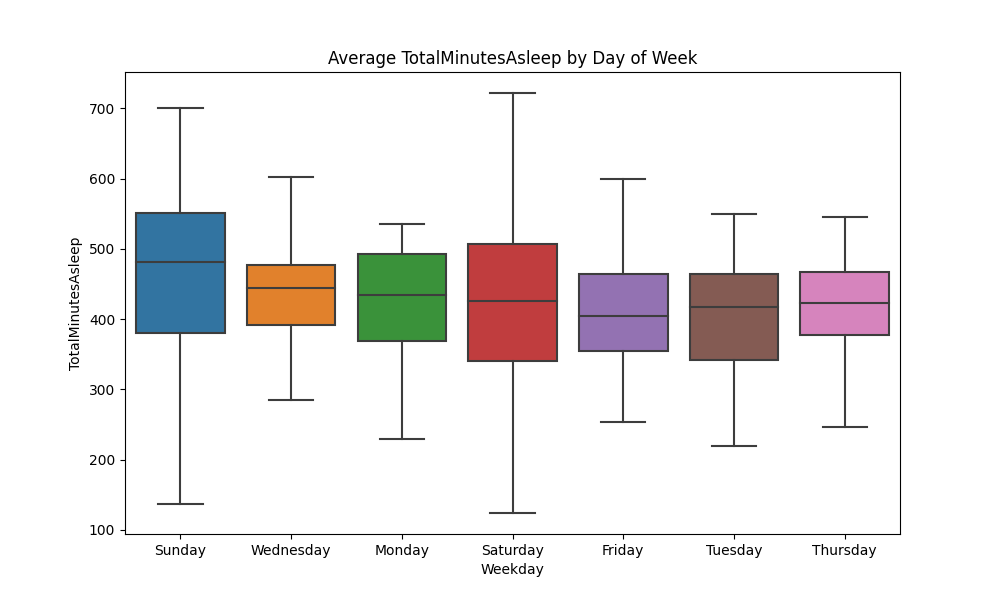 Average TotalMinutesAsleep by Day of Week
TotalMinutesAsleep
700
600
500
400
300
200
100
Sunday Wednesday Monday Saturday Friday Tuesday Thursday
Weekday